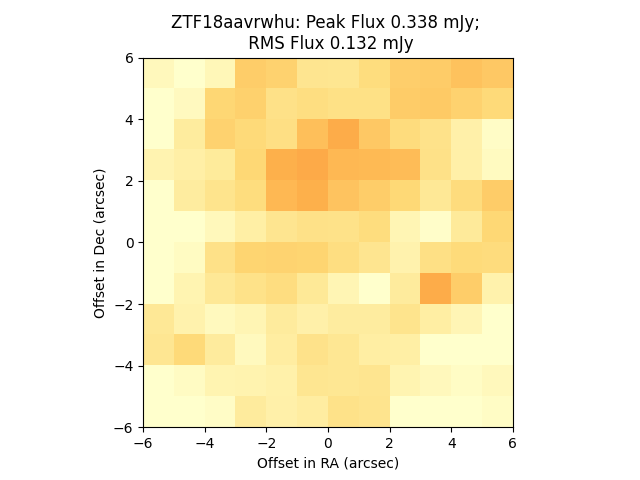 ZTF18aavrwhu: Peak Flux 0.338 mJy;
RMS Flux 0.132 mJy
6
4
2
0
−2
−4
−6
Offset in Dec (arcsec)
−6 −4 −2 0 2 4 6
Offset in RA (arcsec)